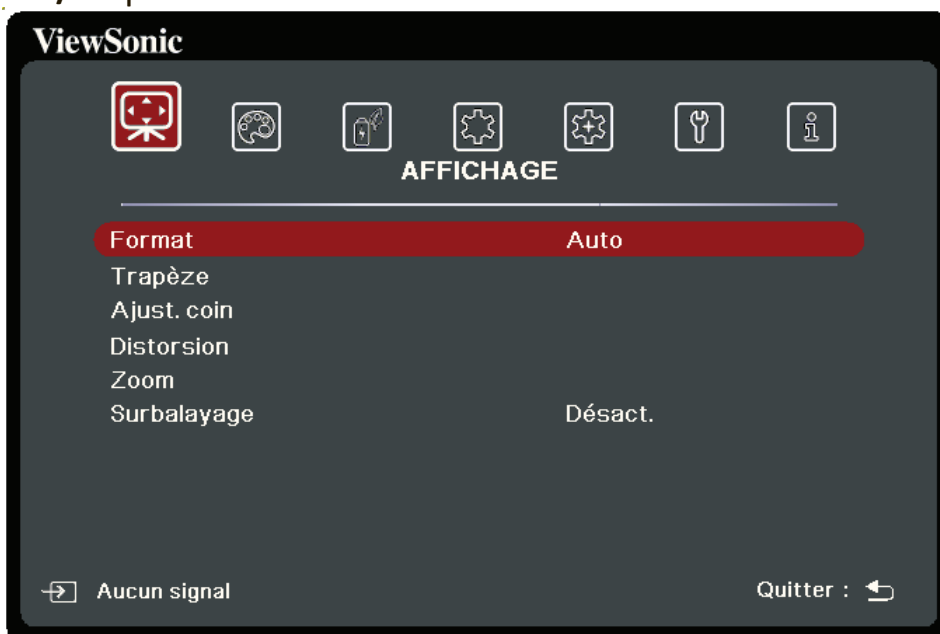 ViewSonic
AFFICHAGE
Format Auto
Trapèze
Ajust. coin
Distorsion
Zoom
Surbalayage Désact.
Aucun signal Quitter :